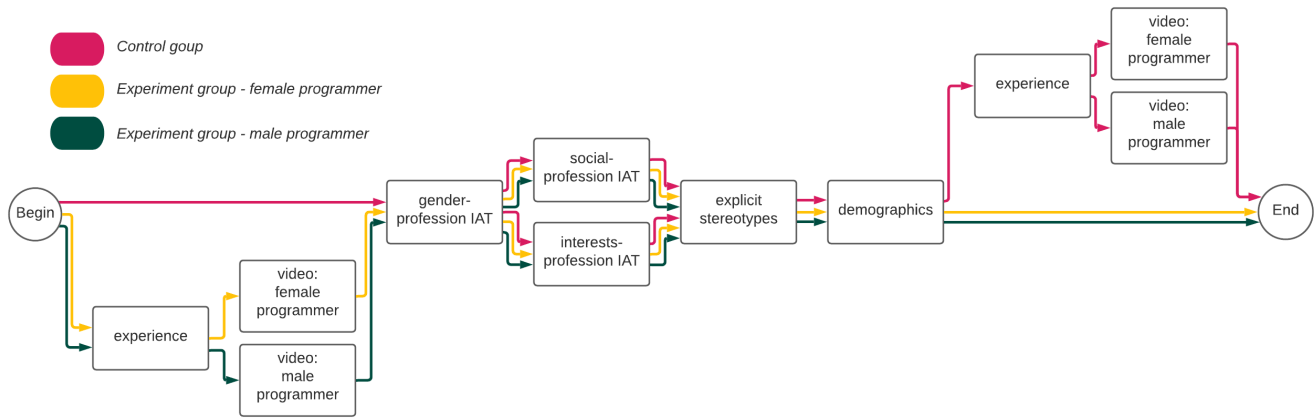 Control goup
Experiment group - female programmer
Experiment group - male programmer
Begin
experience
video:
female
programmer
video:
male
programmer
gender-
profession IAT
social-
profession IAT
interests-
profession IAT
explicit
stereotypes
demographics
experience
video:
female
programmer
video:
male
programmer
End